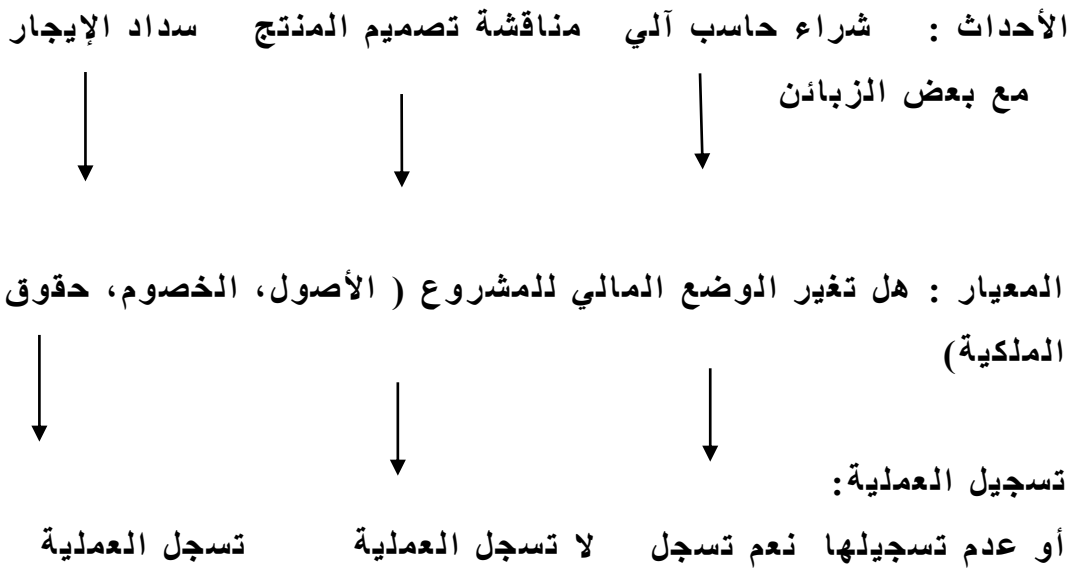 الأحداث : شراء حاسب آلي مناقشة تصميم المنتج سداد الإيجار
مع بعض الزبائن
المعيار : هل تغير الوضع المالي للمشروع ( الأصول، الخصوم، حقوق
الملكية)
تسجيل العملية:
أو عدم تسجيلها نعم تسجل لا تسجل العملية تسجل العملية